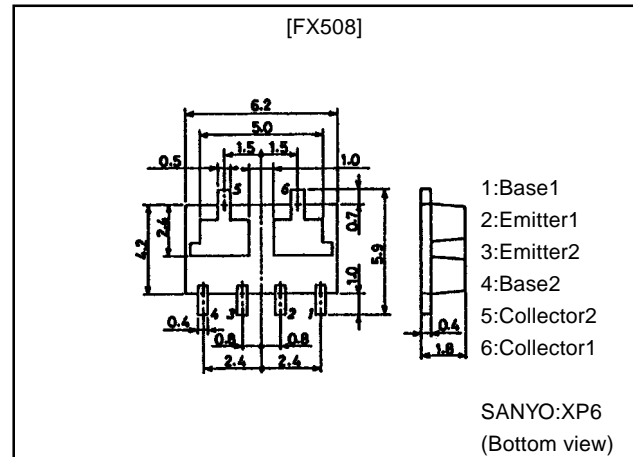 [FX508]
6.2
5.0
1.5 1.5
0.5 1.0
5 6
4.2 2.4 0.7 5.9 1.0
4 3 2 1
0.4
0.8 0.8
2.4 2.4
0.4
1.8
1:Base1
2:Emitter1
3:Emitter2
4:Base2
5:Collector2
6:Collector1
SANYO:XP6
(Bottom view)